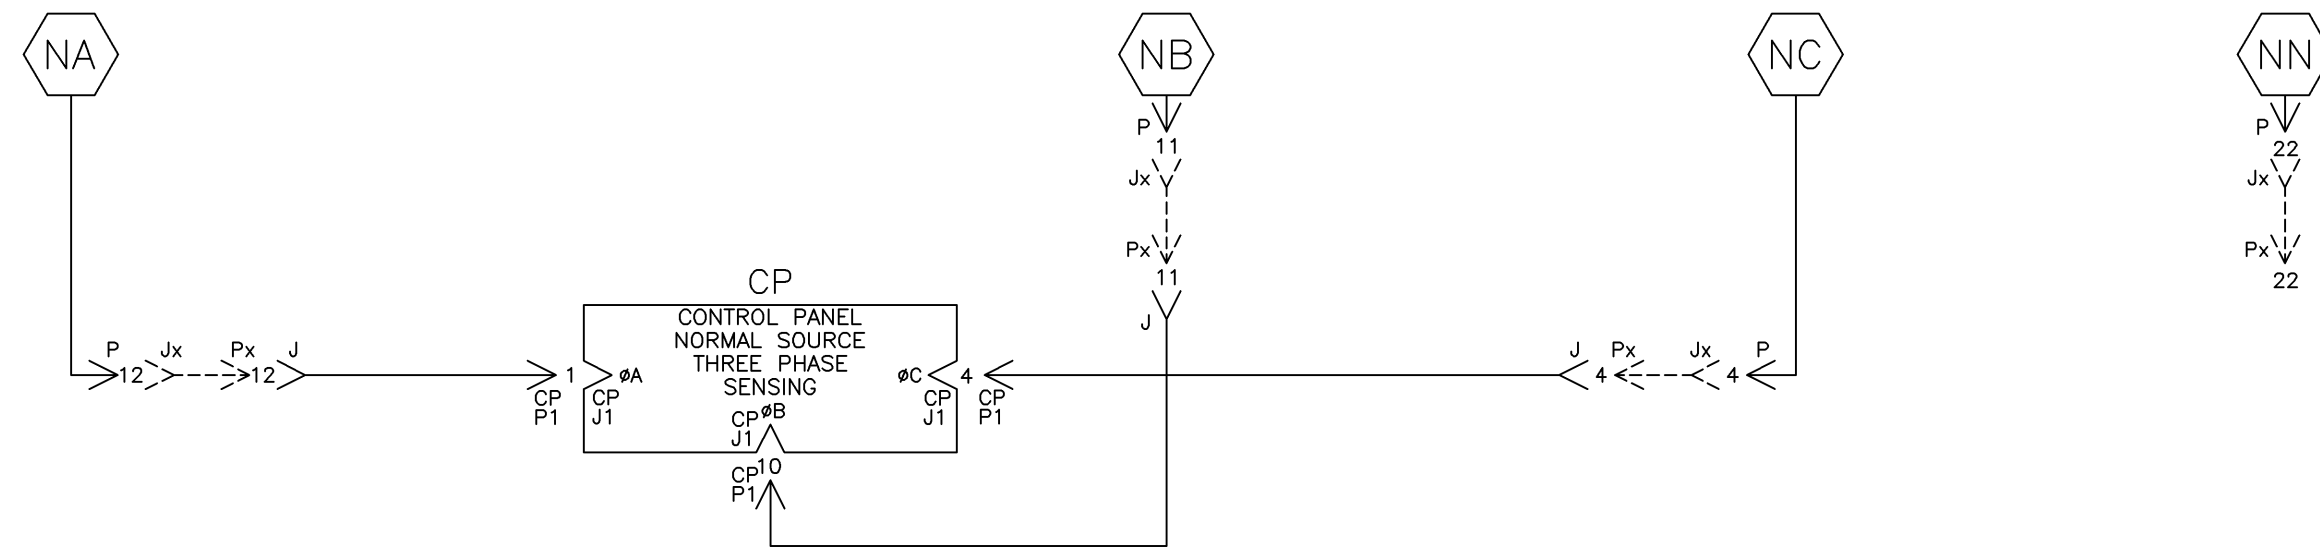 NA
NB
NC
NN
P
11
Jx
Px
11
J
P
22
Jx
Px
22
CP
CONTROL PANEL
NORMAL SOURCE
THREE PHASE
SENSING
P Jx Px J
12 12
1 øA
CP CP
P1 J1
øC 4
CP CP
J1 P1
CP øB
J1
CP 10
P1
J Px Jx P
4 4